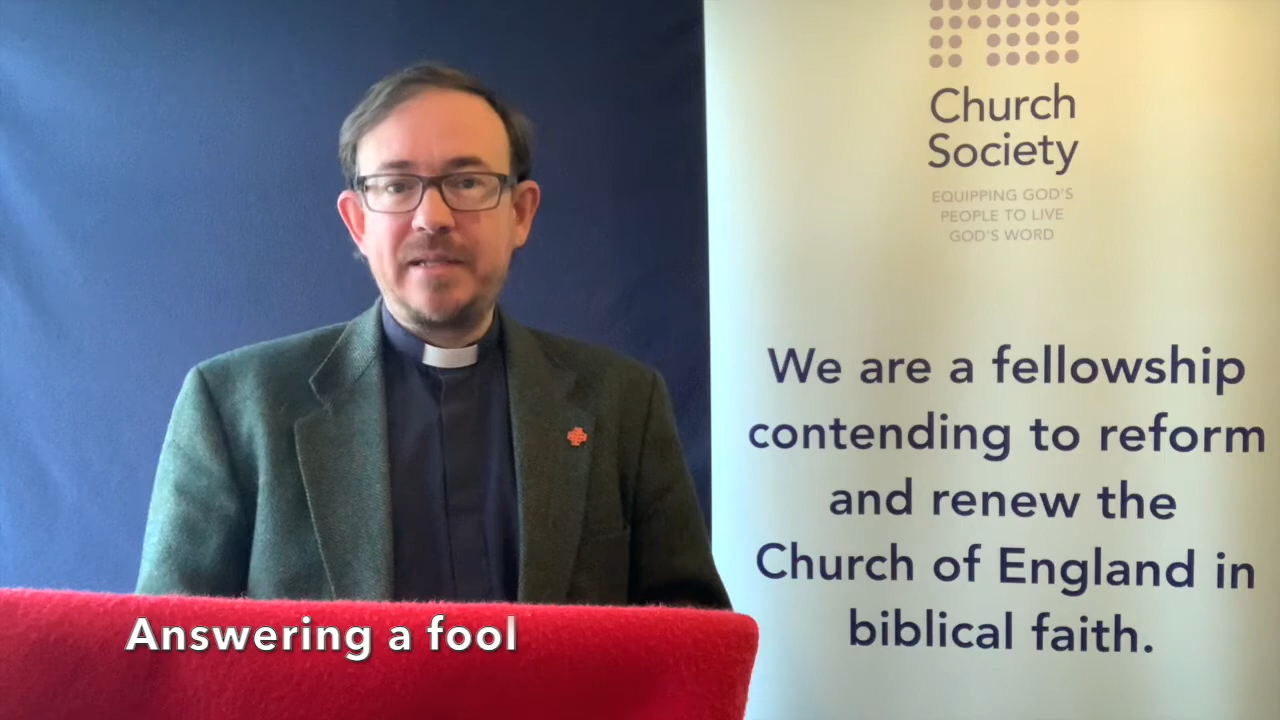 Church
Society
EQUIPPING GOD'S
PEOPLE TO LIVE
GOD'S WORD
We are a fellowship
contending to reform
and renew the
Church of England in
biblical faith.
Answering a fool